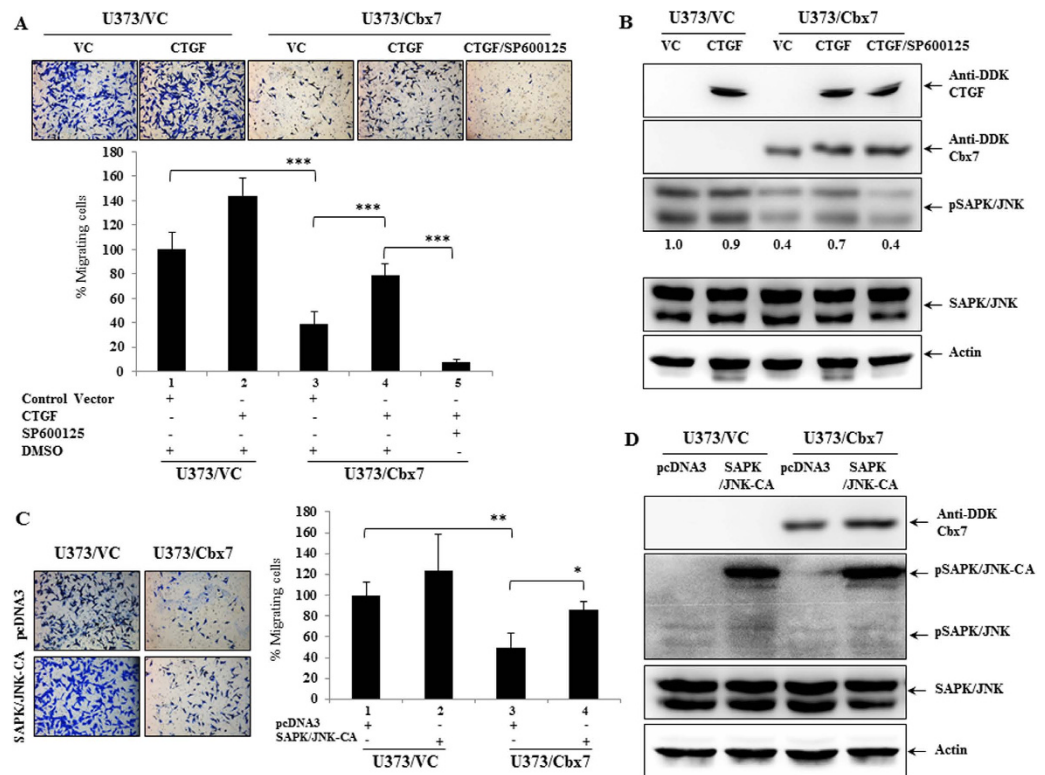 A
U373/VC U373/Cbx7
VC CTGF VC CTGF CTGF/SP600125
% Migrating cells
180
160
140
120
100
80
60
40
20
0
***
***
***
1 2 3 4 5
Control Vector + - + - -
CTGF - + - + +
SP600125 - - - - +
DMSO + + + + -
U373/VC U373/Cbx7
B
U373/VC U373/Cbx7
VC CTGF VC CTGF CTGF/SP600125
Anti-DDK
CTGF
Anti-DDK
Cbx7
pSAPK/JNK
1.0 0.9 0.4 0.7 0.4
SAPK/JNK
Actin
C
U373/VC U373/Cbx7
pcDNA3
SAPK/JNK-CA
% Migrating cells
180
160
140
120
100
80
60
40
20
0
**
*
1 2 3 4
pcDNA3 + - + -
SAPK/JNK-CA - + - +
U373/VC U373/Cbx7
D
U373/VC U373/Cbx7
pcDNA3 SAPK pcDNA3 SAPK
/JNK-CA /JNK-CA
Anti-DDK
Cbx7
pSAPK/JNK-CA
pSAPK/JNK
SAPK/JNK
Actin